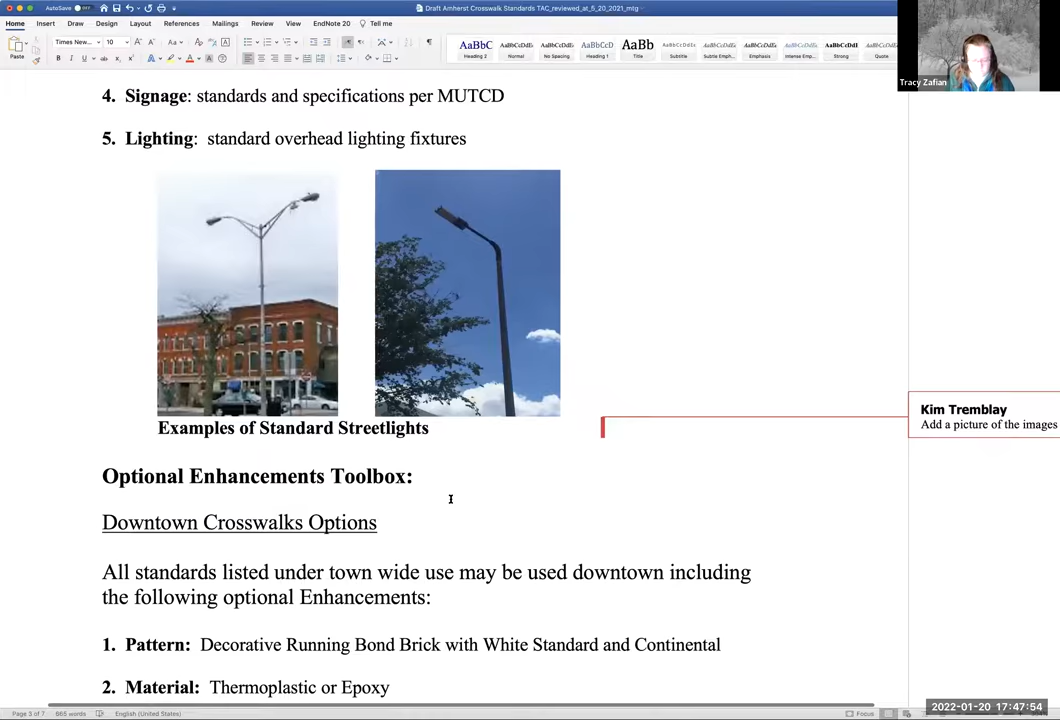 AutoSave
Draft Amherst Crosswalk Standards TAC_reviewed_at_5_20_2021_mtg
Home Insert Draw Design Layout References Mailings Review View EndNote 20 Tell me
Paste
Times New... 10
AaBbC AaBbCcDdEe AaBbCcDdEe AaBbCcD AaBb AaBbCcDdEe AaBbCcDdEe AaBbCcDdEe AaBbCcDdEe AaBbCcDdI AaBbCcDdEe
Heading 2 Normal No Spacing Heading 1 Title Subtitle Subtle Emph... Emphasis Intense Emp... Strong Quote
Tracy Zafian
4. Signage: standards and specifications per MUTCD
5. Lighting: standard overhead lighting fixtures
Examples of Standard Streetlights
Kim Tremblay
Add a picture of the images
Optional Enhancements Toolbox:
Downtown Crosswalks Options
All standards listed under town wide use may be used downtown including
the following optional Enhancements:
1. Pattern: Decorative Running Bond Brick with White Standard and Continental
2. Material: Thermoplastic or Epoxy
Page 3 of 7 865 words English (United States) Focus
2022-01-20 17:47:54